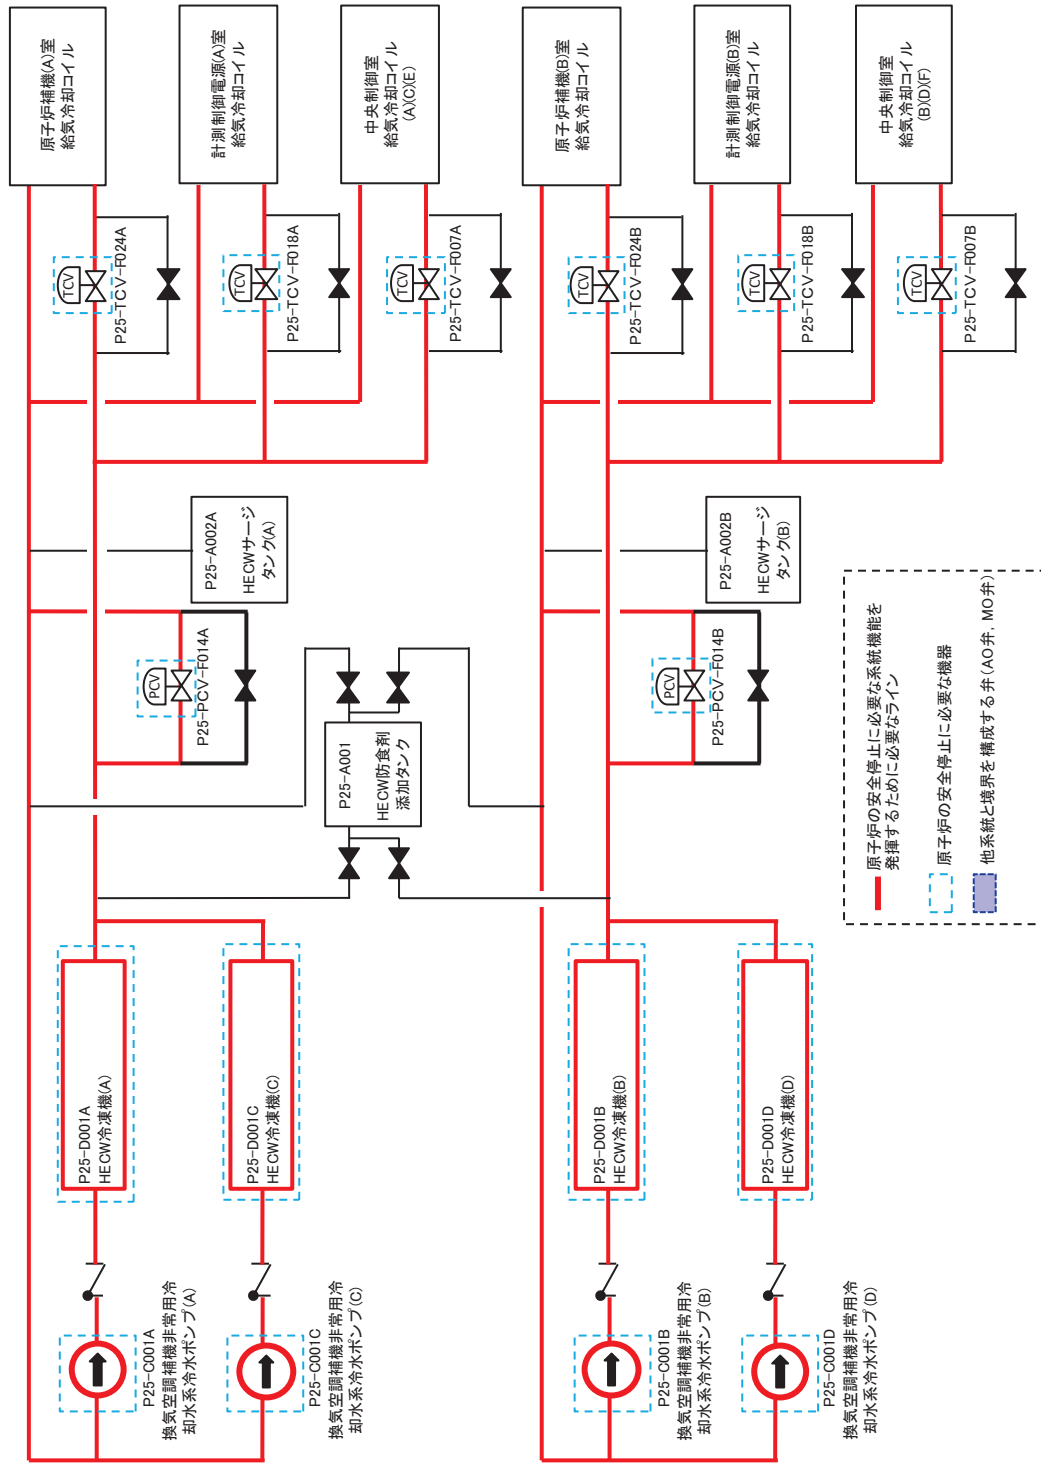 原子炉補機(A)室
給気冷却コイル
計測制御電源(A)室
給気冷却コイル
中央制御室
給気冷却コイル
(A)(C)(E)
原子炉補機(B)室
給気冷却コイル
計測制御電源(B)室
給気冷却コイル
中央制御室
給気冷却コイル
(B)(D)(F)
TCV
P25-TCV-F024A
TCV
P25-TCV-F018A
TCV
P25-TCV-F007A
TCV
P25-TCV-F024B
TCV
P25-TCV-F018B
TCV
P25-TCV-F007B
P25-A002A
HECWサージ
タンク(A)
P25-A002B
HECWサージ
タンク(B)
PCV
P25-PCV-F014A
PCV
P25-PCV-F014B
P25-A001
HECW防食剤
添加タンク
P25-D001A
HECW冷凍機(A)
P25-D001C
HECW冷凍機(C)
P25-D001B
HECW冷凍機(B)
P25-D001D
HECW冷凍機(D)
P25-C001A
換気空調補機非常用冷
却水系冷水ポンプ(A)
P25-C001C
換気空調補機非常用冷
却水系冷水ポンプ(C)
P25-C001B
換気空調補機非常用冷
却水系冷水ポンプ(B)
P25-C001D
換気空調補機非常用冷
却水系冷水ポンプ(D)
原子炉の安全停止に必要な系統機能を
発揮するために必要なライン
原子炉の安全停止に必要な機器
他系統と境界を構成する弁(AO弁, MO弁)